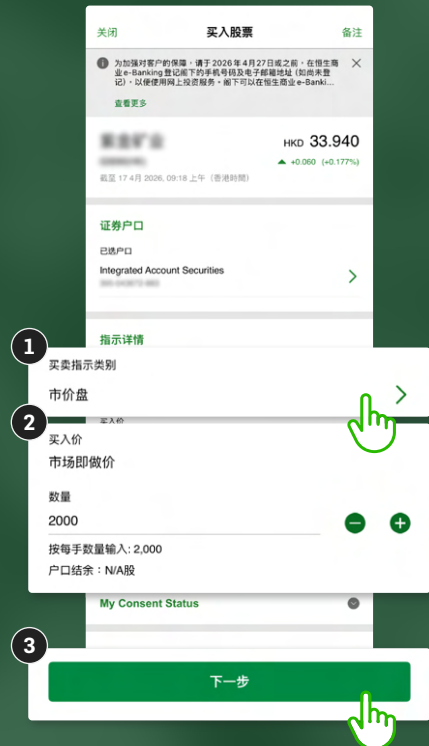 关闭
买入股票
备注
为加强对客户的保障，请于2026年4月27日或之前，在恒生商
业e-Banking登记阁下的手机号码及电子邮箱地址 (如尚未登
记)，以便使用网上投资服务。阁下可以在恒生商业e-Banki...
查看更多
HKD 33.940
+0.060 (+0.177%)
截至 17 4月 2026, 09:18 上午（香港時間）
证券户口
已选户口
Integrated Account Securities
指示详情
1
买卖指示类别
市价盘
2
买入价
买入价
市场即做价
数量
2000
按每手数量输入: 2,000
户口结余：N/A股
My Consent Status
3
下一步